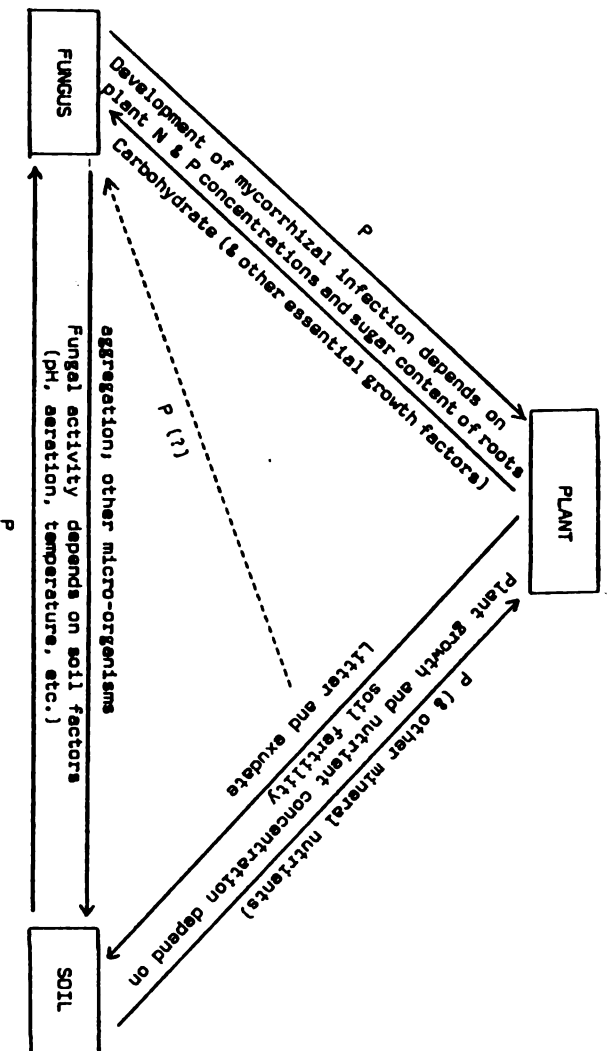 PLANT
P
Development of mycorrhizal infection depends on
plant N & P concentrations and sugar content of roots
Carbohydrate (& other essential growth factors)
P (& other mineral nutrients)
Plant growth and nutrient concentration depend on
soil fertility
Litter and exudate
P (?)
FUNGUS
SOIL
aggregation; other micro-organisms
Fungal activity depends on soil factors
(pH, aeration, temperature, etc.)
P